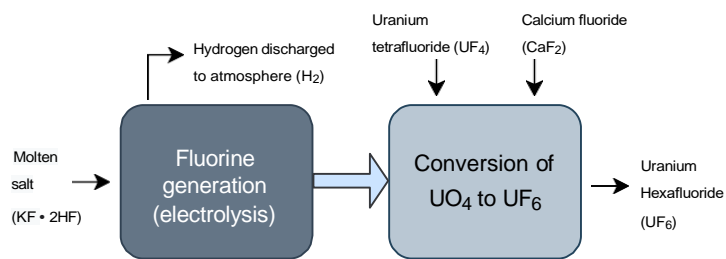 Uranium
tetrafluoride (UF4)
Calcium fluoride
(CaF2)
Hydrogen discharged
to atmosphere (H2)
Molten
salt
(KF • 2HF)
Fluorine
generation
(electrolysis)
Conversion of
UO4 to UF6
Uranium
Hexafluoride
(UF6)